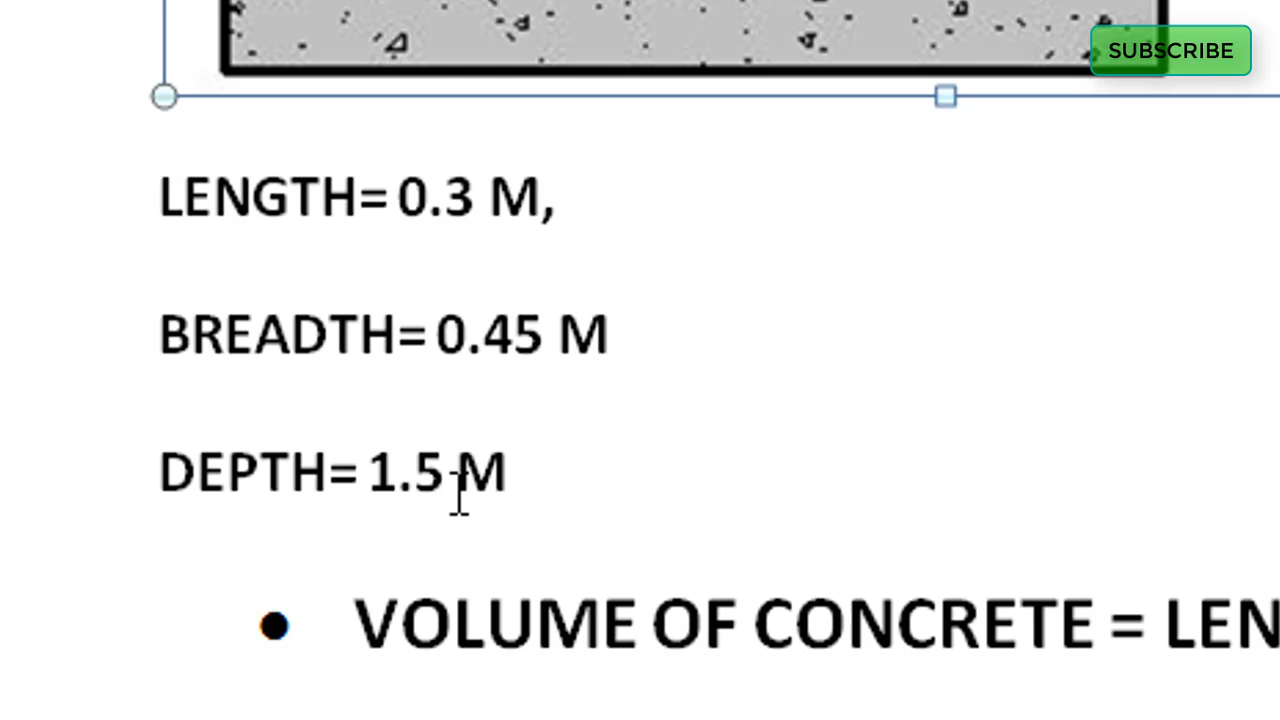 SUBSCRIBE
LENGTH= 0.3 M,
BREADTH= 0.45 M
DEPTH= 1.5 M
• VOLUME OF CONCRETE = LEN